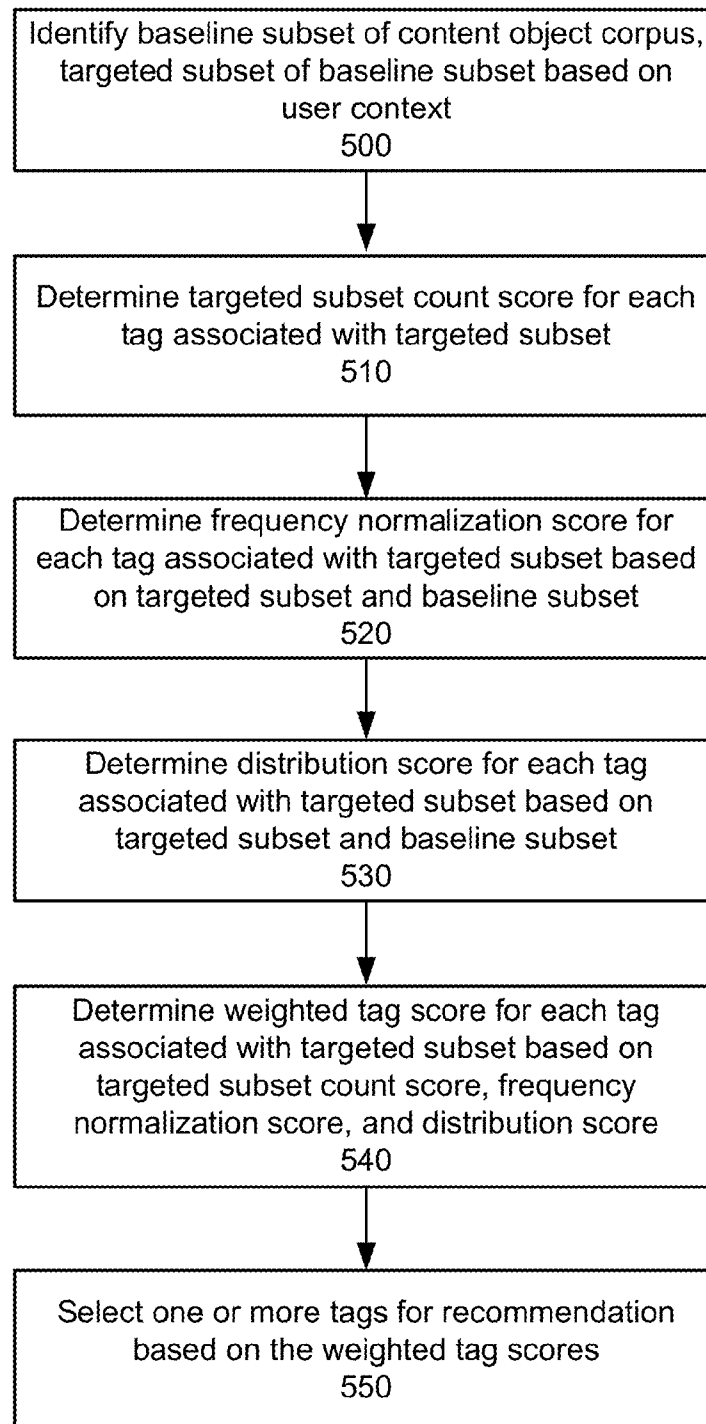 Identify baseline subset of content object corpus,
targeted subset of baseline subset based on
user context
500
Determine targeted subset count score for each
tag associated with targeted subset
510
Determine frequency normalization score for
each tag associated with targeted subset based
on targeted subset and baseline subset
520
Determine distribution score for each tag
associated with targeted subset based on
targeted subset and baseline subset
530
Determine weighted tag score for each tag
associated with targeted subset based on
targeted subset count score, frequency
normalization score, and distribution score
540
Select one or more tags for recommendation
based on the weighted tag scores
550